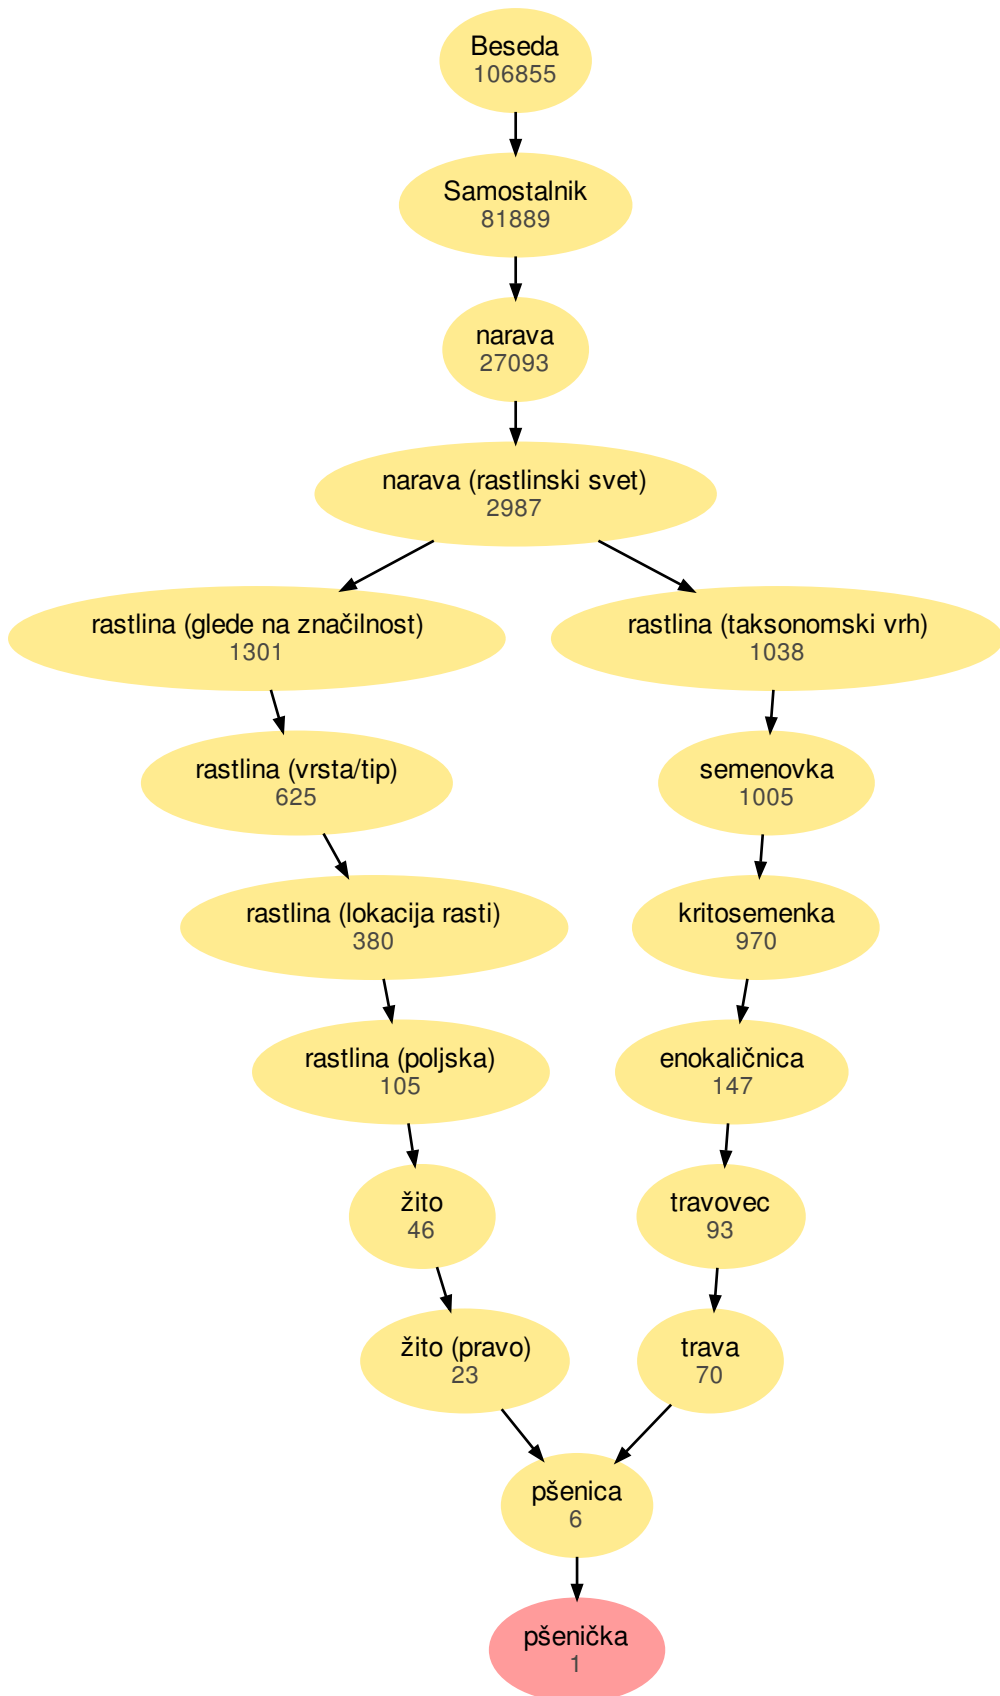 Beseda
106855
Samostalnik
81889
narava
27093
narava (rastlinski svet)
2987
rastlina (glede na značilnost)
1301
rastlina (taksonomski vrh)
1038
rastlina (vrsta/tip)
625
semenovka
1005
rastlina (lokacija rasti)
380
kritosemenka
970
rastlina (poljska)
105
enokaličnica
147
žito
46
travovec
93
žito (pravo)
23
trava
70
pšenica
6
pšenička
1